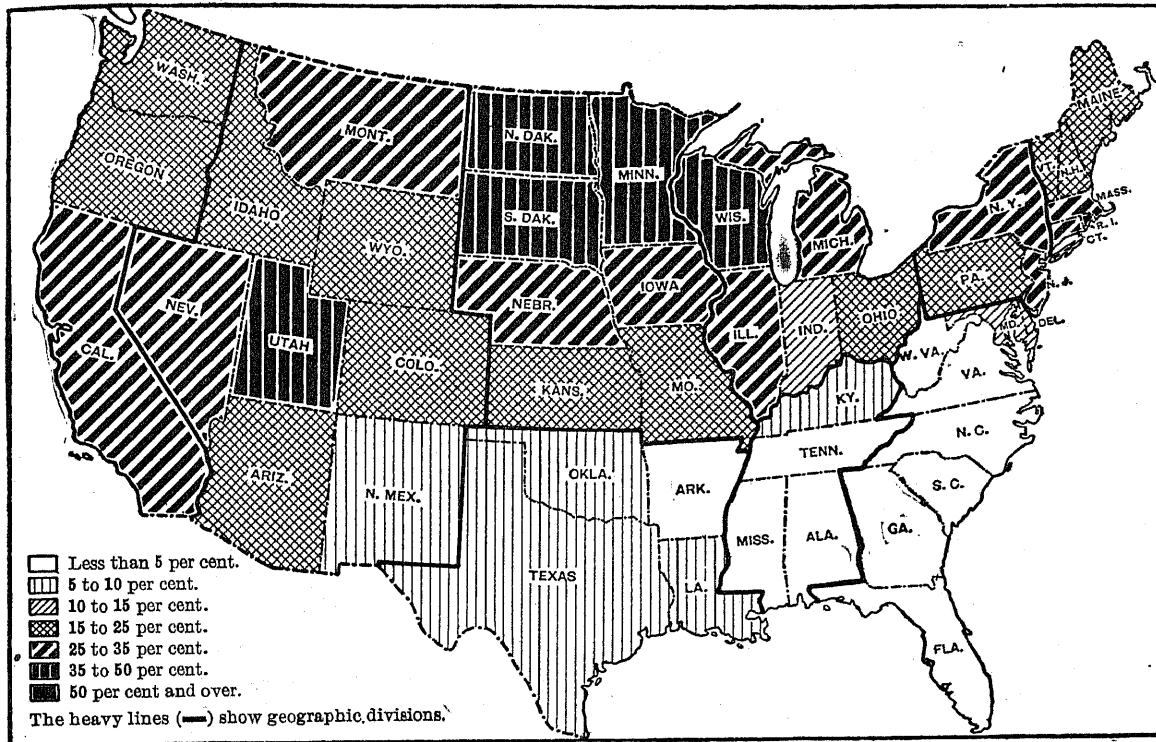 WASH.
MONT.
N. DAK.
MINN.
MAINE
OREGON
VT.
N.H.
IDAHO
S. DAK.
WIS.
MICH.
N. Y.
MASS.
R. I.
CT.
WYO.
NEBR.
IOWA
PA.
N. J.
NEV.
UTAH
ILL.
IND.
OHIO
MD.
DEL.
CAL.
COLO.
KANS.
MO.
W. VA.
VA.
KY.
ARIZ.
N. MEX.
OKLA.
ARK.
TENN.
N. C.
S. C.
MISS.
ALA.
GA.
TEXAS
LA.
FLA.
Less than 5 per cent.
5 to 10 per cent.
10 to 15 per cent.
15 to 25 per cent.
25 to 35 per cent.
35 to 50 per cent.
50 per cent and over.
The heavy lines (▬) show geographic divisions.